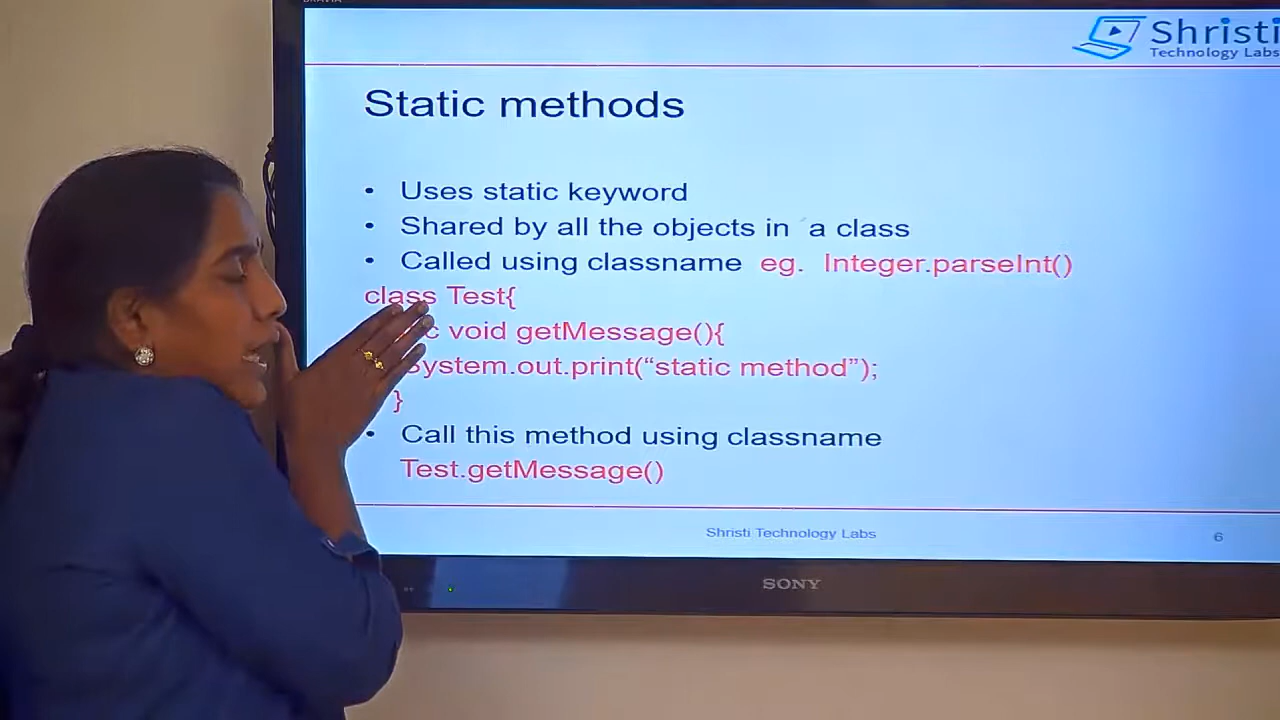 BRAVIA
Shristi
Technology Labs
Static methods
• Uses static keyword
• Shared by all the objects in a class
• Called using classname eg. Integer.parseInt()
class Test{
c void getMessage(){
System.out.print(“static method”);
}
• Call this method using classname
Test.getMessage()
Shristi Technology Labs
6
SONY